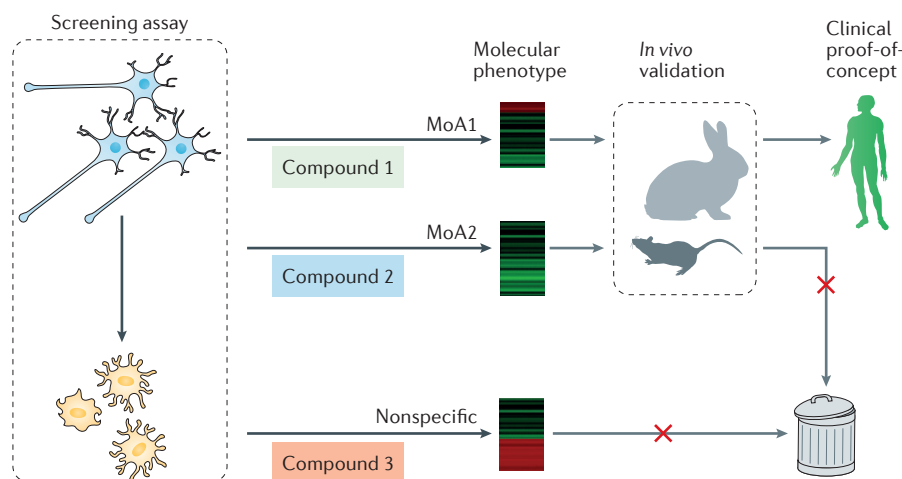 Screening assay
Molecular
phenotype
In vivo
validation
Clinical
proof-of-
concept
MoA1
Compound 1
MoA2
Compound 2
Nonspecific
Compound 3